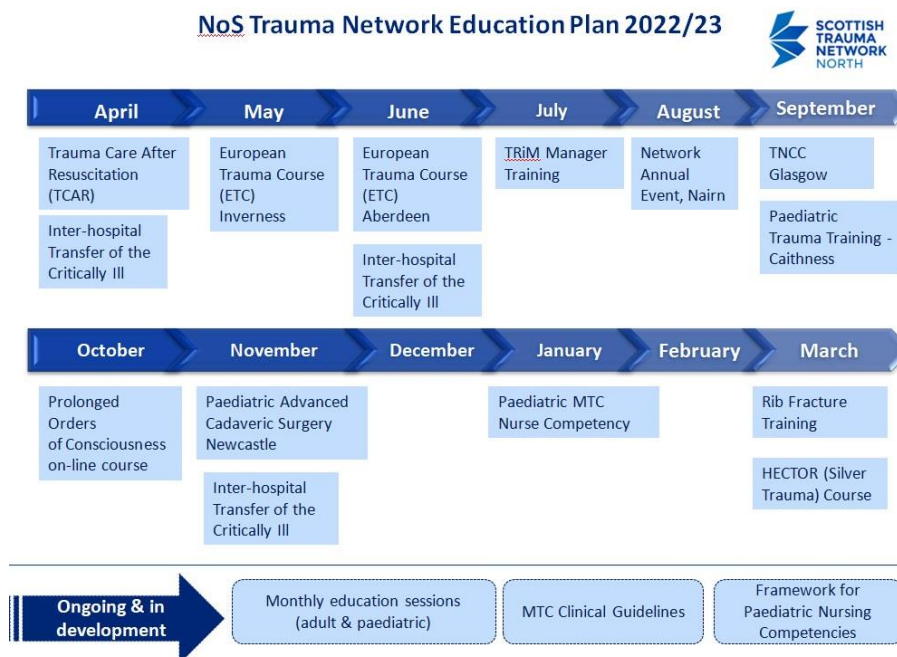 NoS Trauma Network Education Plan 2022/23
SCOTTISH
TRAUMA
NETWORK
NORTH
April
May
June
July
August
September
Trauma Care After
Resuscitation
(TCAR)
Inter-hospital
Transfer of the
Critically Ill
European
Trauma Course
(ETC)
Inverness
European
Trauma Course
(ETC)
Aberdeen
Inter-hospital
Transfer of the
Critically Ill
TRiM Manager
Training
Network
Annual
Event, Nairn
TNCC
Glasgow
Paediatric
Trauma Training -
Caithness
October
November
December
January
February
March
Prolonged
Orders
of Consciousness
on-line course
Paediatric Advanced
Cadaveric Surgery
Newcastle
Inter-hospital
Transfer of the
Critically Ill
Paediatric MTC
Nurse Competency
Rib Fracture
Training
HECTOR (Silver
Trauma) Course
Ongoing & in
development
Monthly education sessions
(adult & paediatric)
MTC Clinical Guidelines
Framework for
Paediatric Nursing
Competencies